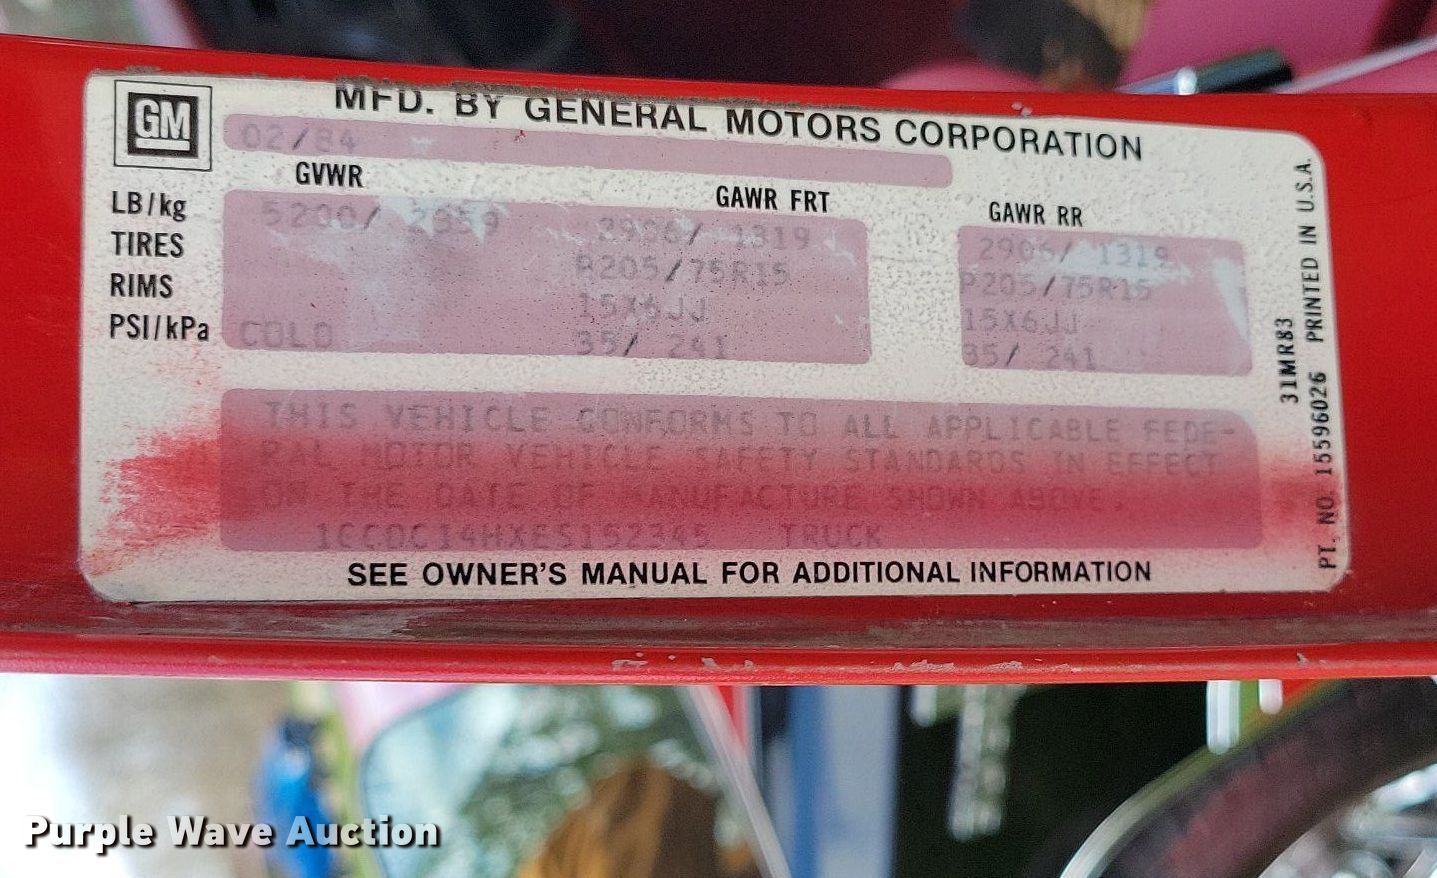 GM
MFD. BY GENERAL MOTORS CORPORATION
02/84
GVWR GAWR FRT GAWR RR
LB/kg 5200/ 2359 2906/ 1319 2906/ 1319
TIRES P205/75R15 P205/75R15
RIMS 15X6JJ 15X6JJ
PSI/kPa COLD 35/ 241 35/ 241
THIS VEHICLE CONFORMS TO ALL APPLICABLE FEDE-
RAL MOTOR VEHICLE SAFETY STANDARDS IN EFFECT
ON THE DATE OF MANUFACTURE SHOWN ABOVE.
1GCDC14HXES152345 TRUCK
SEE OWNER'S MANUAL FOR ADDITIONAL INFORMATION
31MR83
PT. NO. 15596026 PRINTED IN U.S.A.
Purple Wave Auction